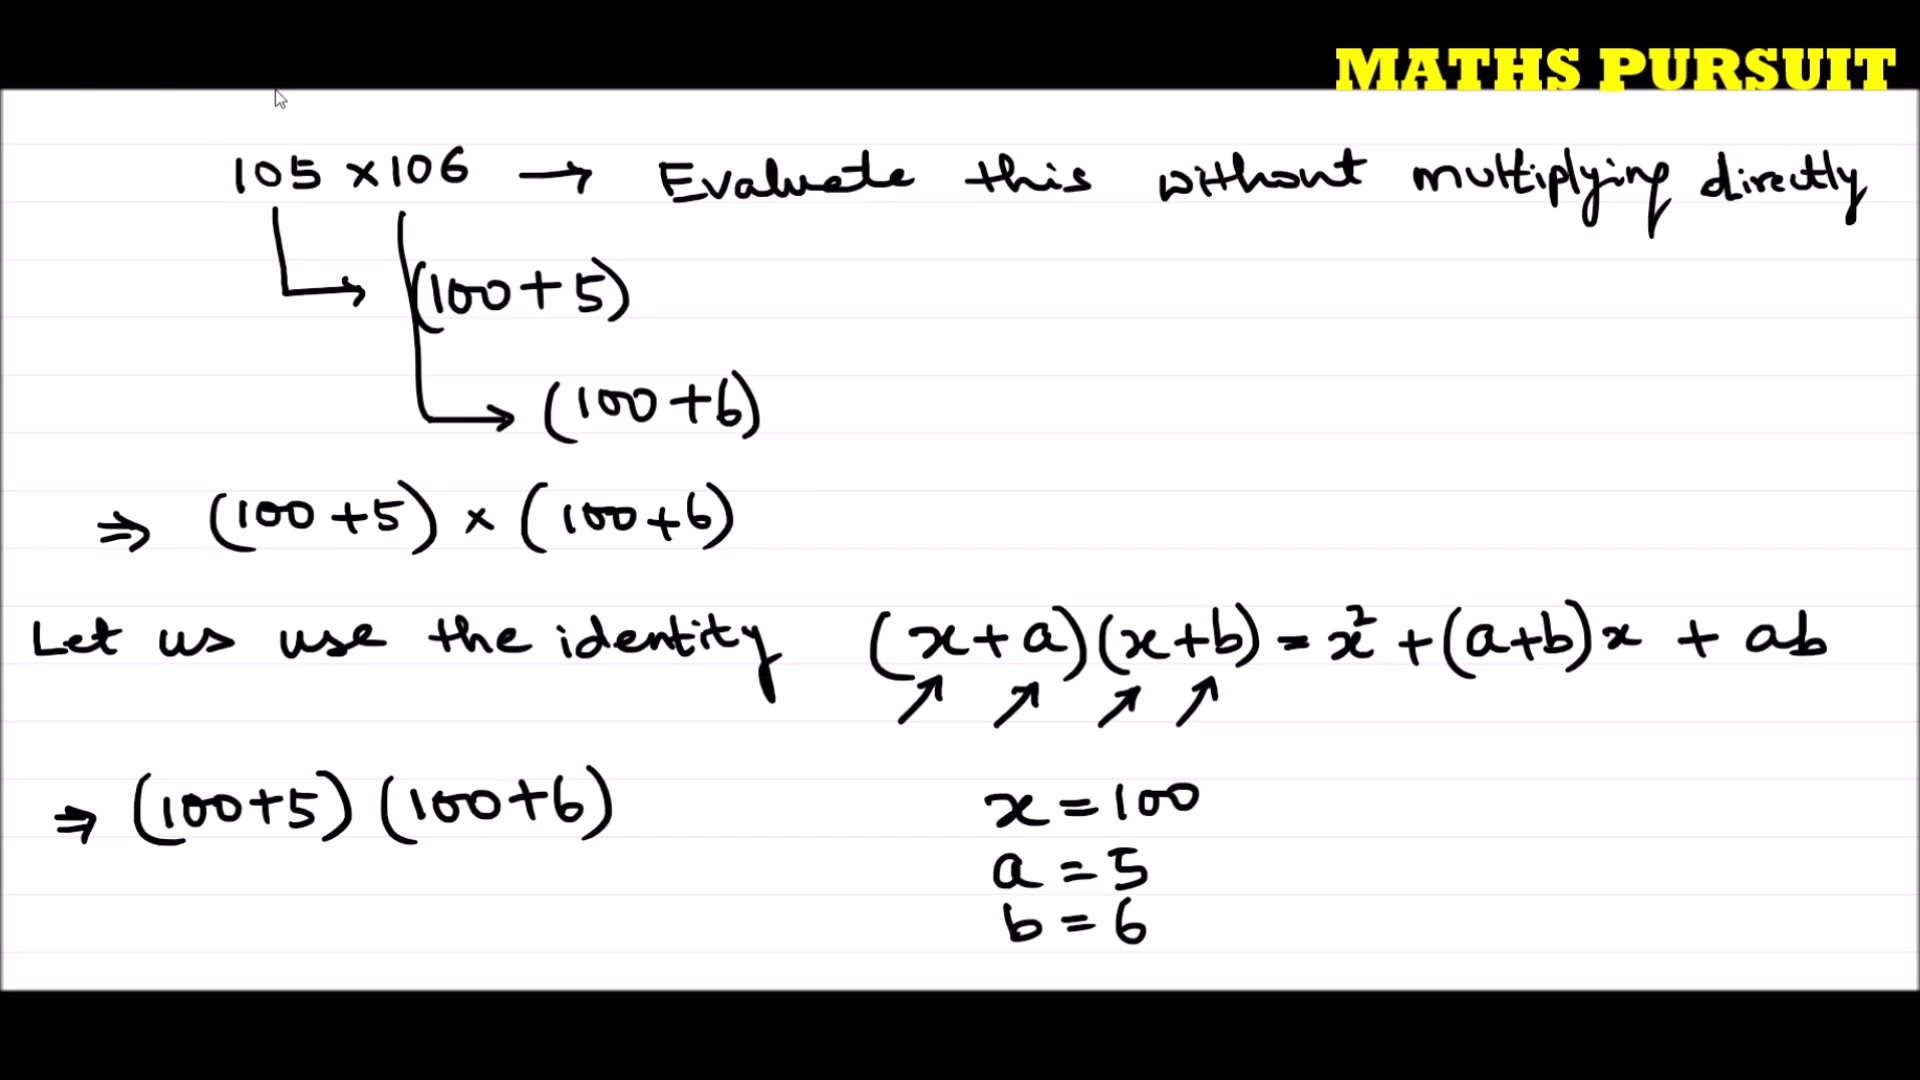 MATHS PURSUIT
105 × 106 → Evaluate this without multiplying directly
(100 + 5)
(100 + 6)
⇒ (100 + 5) × (100 + 6)
Let us use the identity (x + a)(x + b) = x² + (a + b)x + ab
⇒ (100 + 5) (100 + 6)
x = 100
a = 5
b = 6